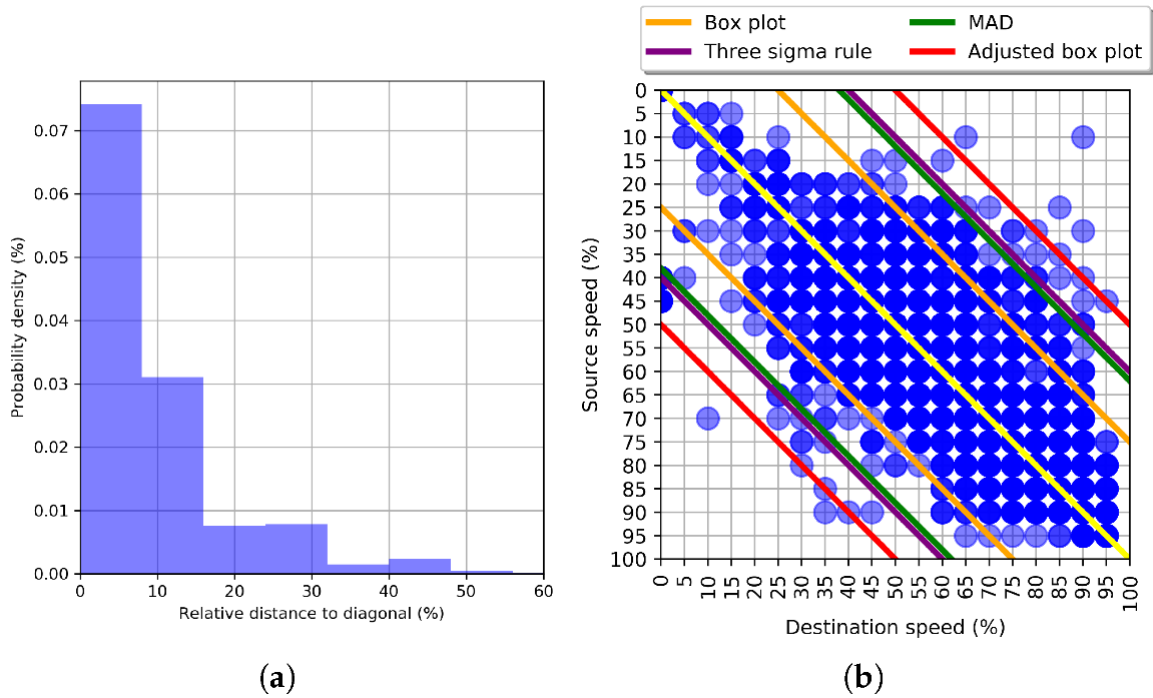 Box plot
MAD
Three sigma rule
Adjusted box plot
Probability density (%)
0.07
0.06
0.05
0.04
0.03
0.02
0.01
0.00
0 10 20 30 40 50 60
Relative distance to diagonal (%)
(a)
Source speed (%)
0
5
10
15
20
25
30
35
40
45
50
55
60
65
70
75
80
85
90
95
100
0 5 10 15 20 25 30 35 40 45 50 55 60 65 70 75 80 85 90 95 100
Destination speed (%)
(b)